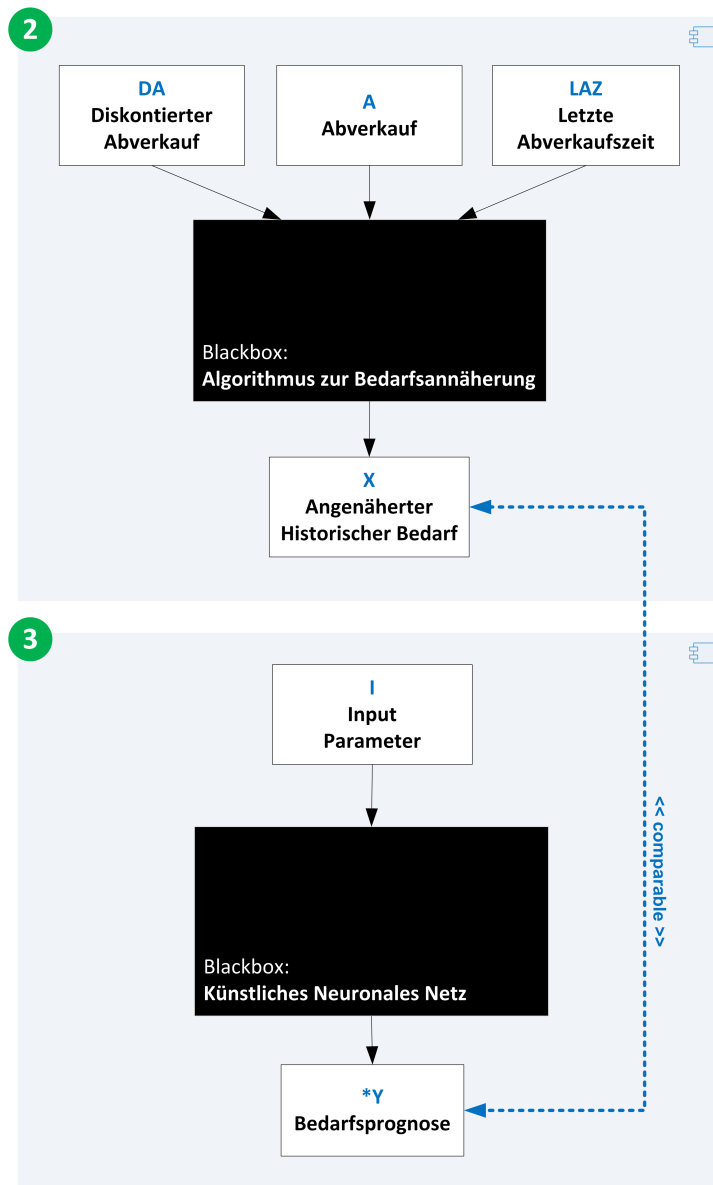 2
DA
Diskontierter
Abverkauf
A
Abverkauf
LAZ
Letzte
Abverkaufszeit
Blackbox:
Algorithmus zur Bedarfsannäherung
X
Angenäherter
Historischer Bedarf
3
I
Input
Parameter
<< comparable >>
Blackbox:
Künstliches Neuronales Netz
*Y
Bedarfsprognose